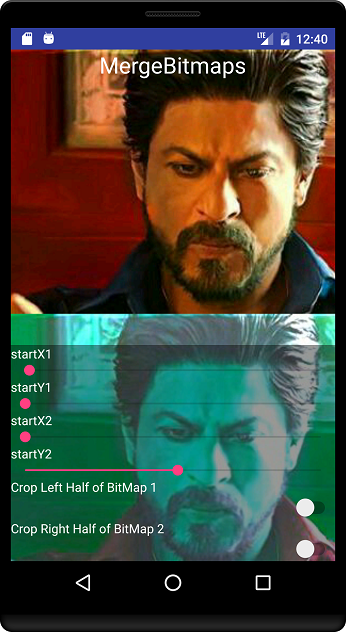 LTE 12:40
MergeBitmaps
startX1
startY1
startX2
startY2
Crop Left Half of BitMap 1
Crop Right Half of BitMap 2